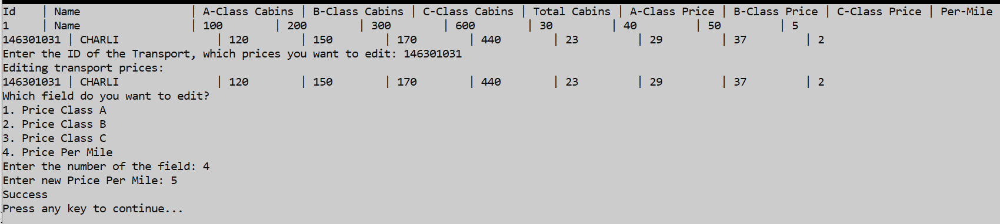 Id    | Name                 | A-Class Cabins | B-Class Cabins | C-Class Cabins | Total Cabins | A-Class Price | B-Class Price | C-Class Price | Per-Mile
1     | Name                 | 100        | 200        | 300        | 600        | 30         | 40         | 50         | 5
146301031 | CHARLI               | 120        | 150        | 170        | 440        | 23         | 29         | 37         | 2
Enter the ID of the Transport, which prices you want to edit: 146301031
Editing transport prices:
146301031 | CHARLI               | 120        | 150        | 170        | 440        | 23         | 29         | 37         | 2
Which field do you want to edit?
1. Price Class A
2. Price Class B
3. Price Class C
4. Price Per Mile
Enter the number of the field: 4
Enter new Price Per Mile: 5
Success
Press any key to continue...